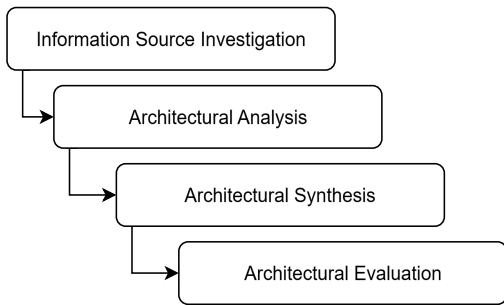 Information Source Investigation
Architectural Analysis
Architectural Synthesis
Architectural Evaluation